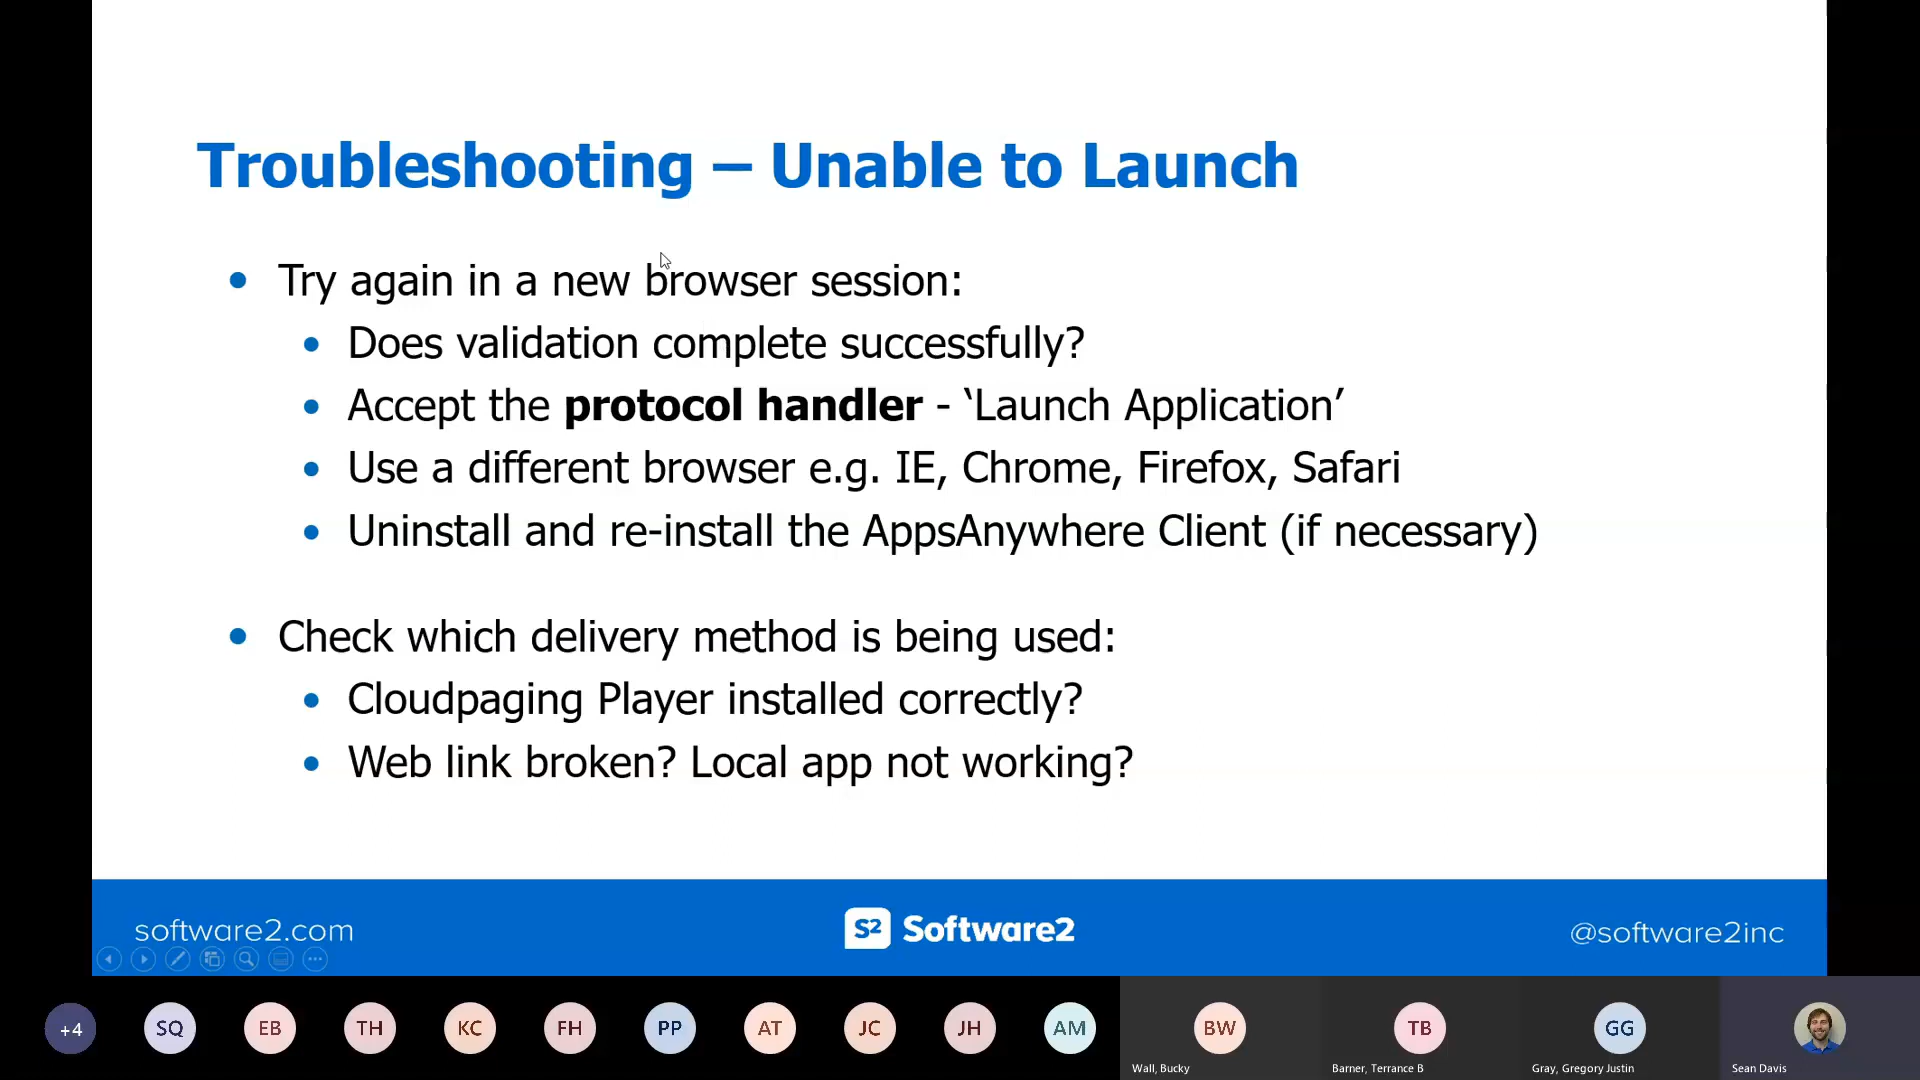 Troubleshooting – Unable to Launch
Try again in a new browser session:
Does validation complete successfully?
Accept the protocol handler - ‘Launch Application’
Use a different browser e.g. IE, Chrome, Firefox, Safari
Uninstall and re-install the AppsAnywhere Client (if necessary)
Check which delivery method is being used:
Cloudpaging Player installed correctly?
Web link broken? Local app not working?
software2.com
S2 Software2
@software2inc
+4 SQ EB TH KC FH PP AT JC JH AM BW TB GG
Wall, Bucky Barner, Terrance B Gray, Gregory Justin Sean Davis